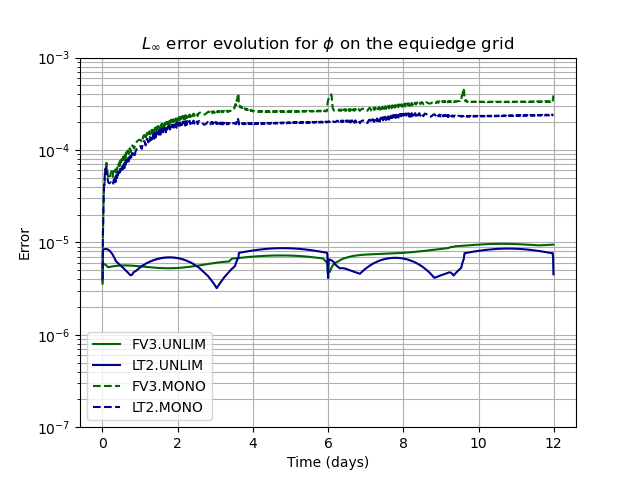 L∞ error evolution for ϕ on the equiedge grid
10⁻³
10⁻⁴
10⁻⁵
10⁻⁶
10⁻⁷
Error
FV3.UNLIM
LT2.UNLIM
FV3.MONO
LT2.MONO
0 2 4 6 8 10 12
Time (days)